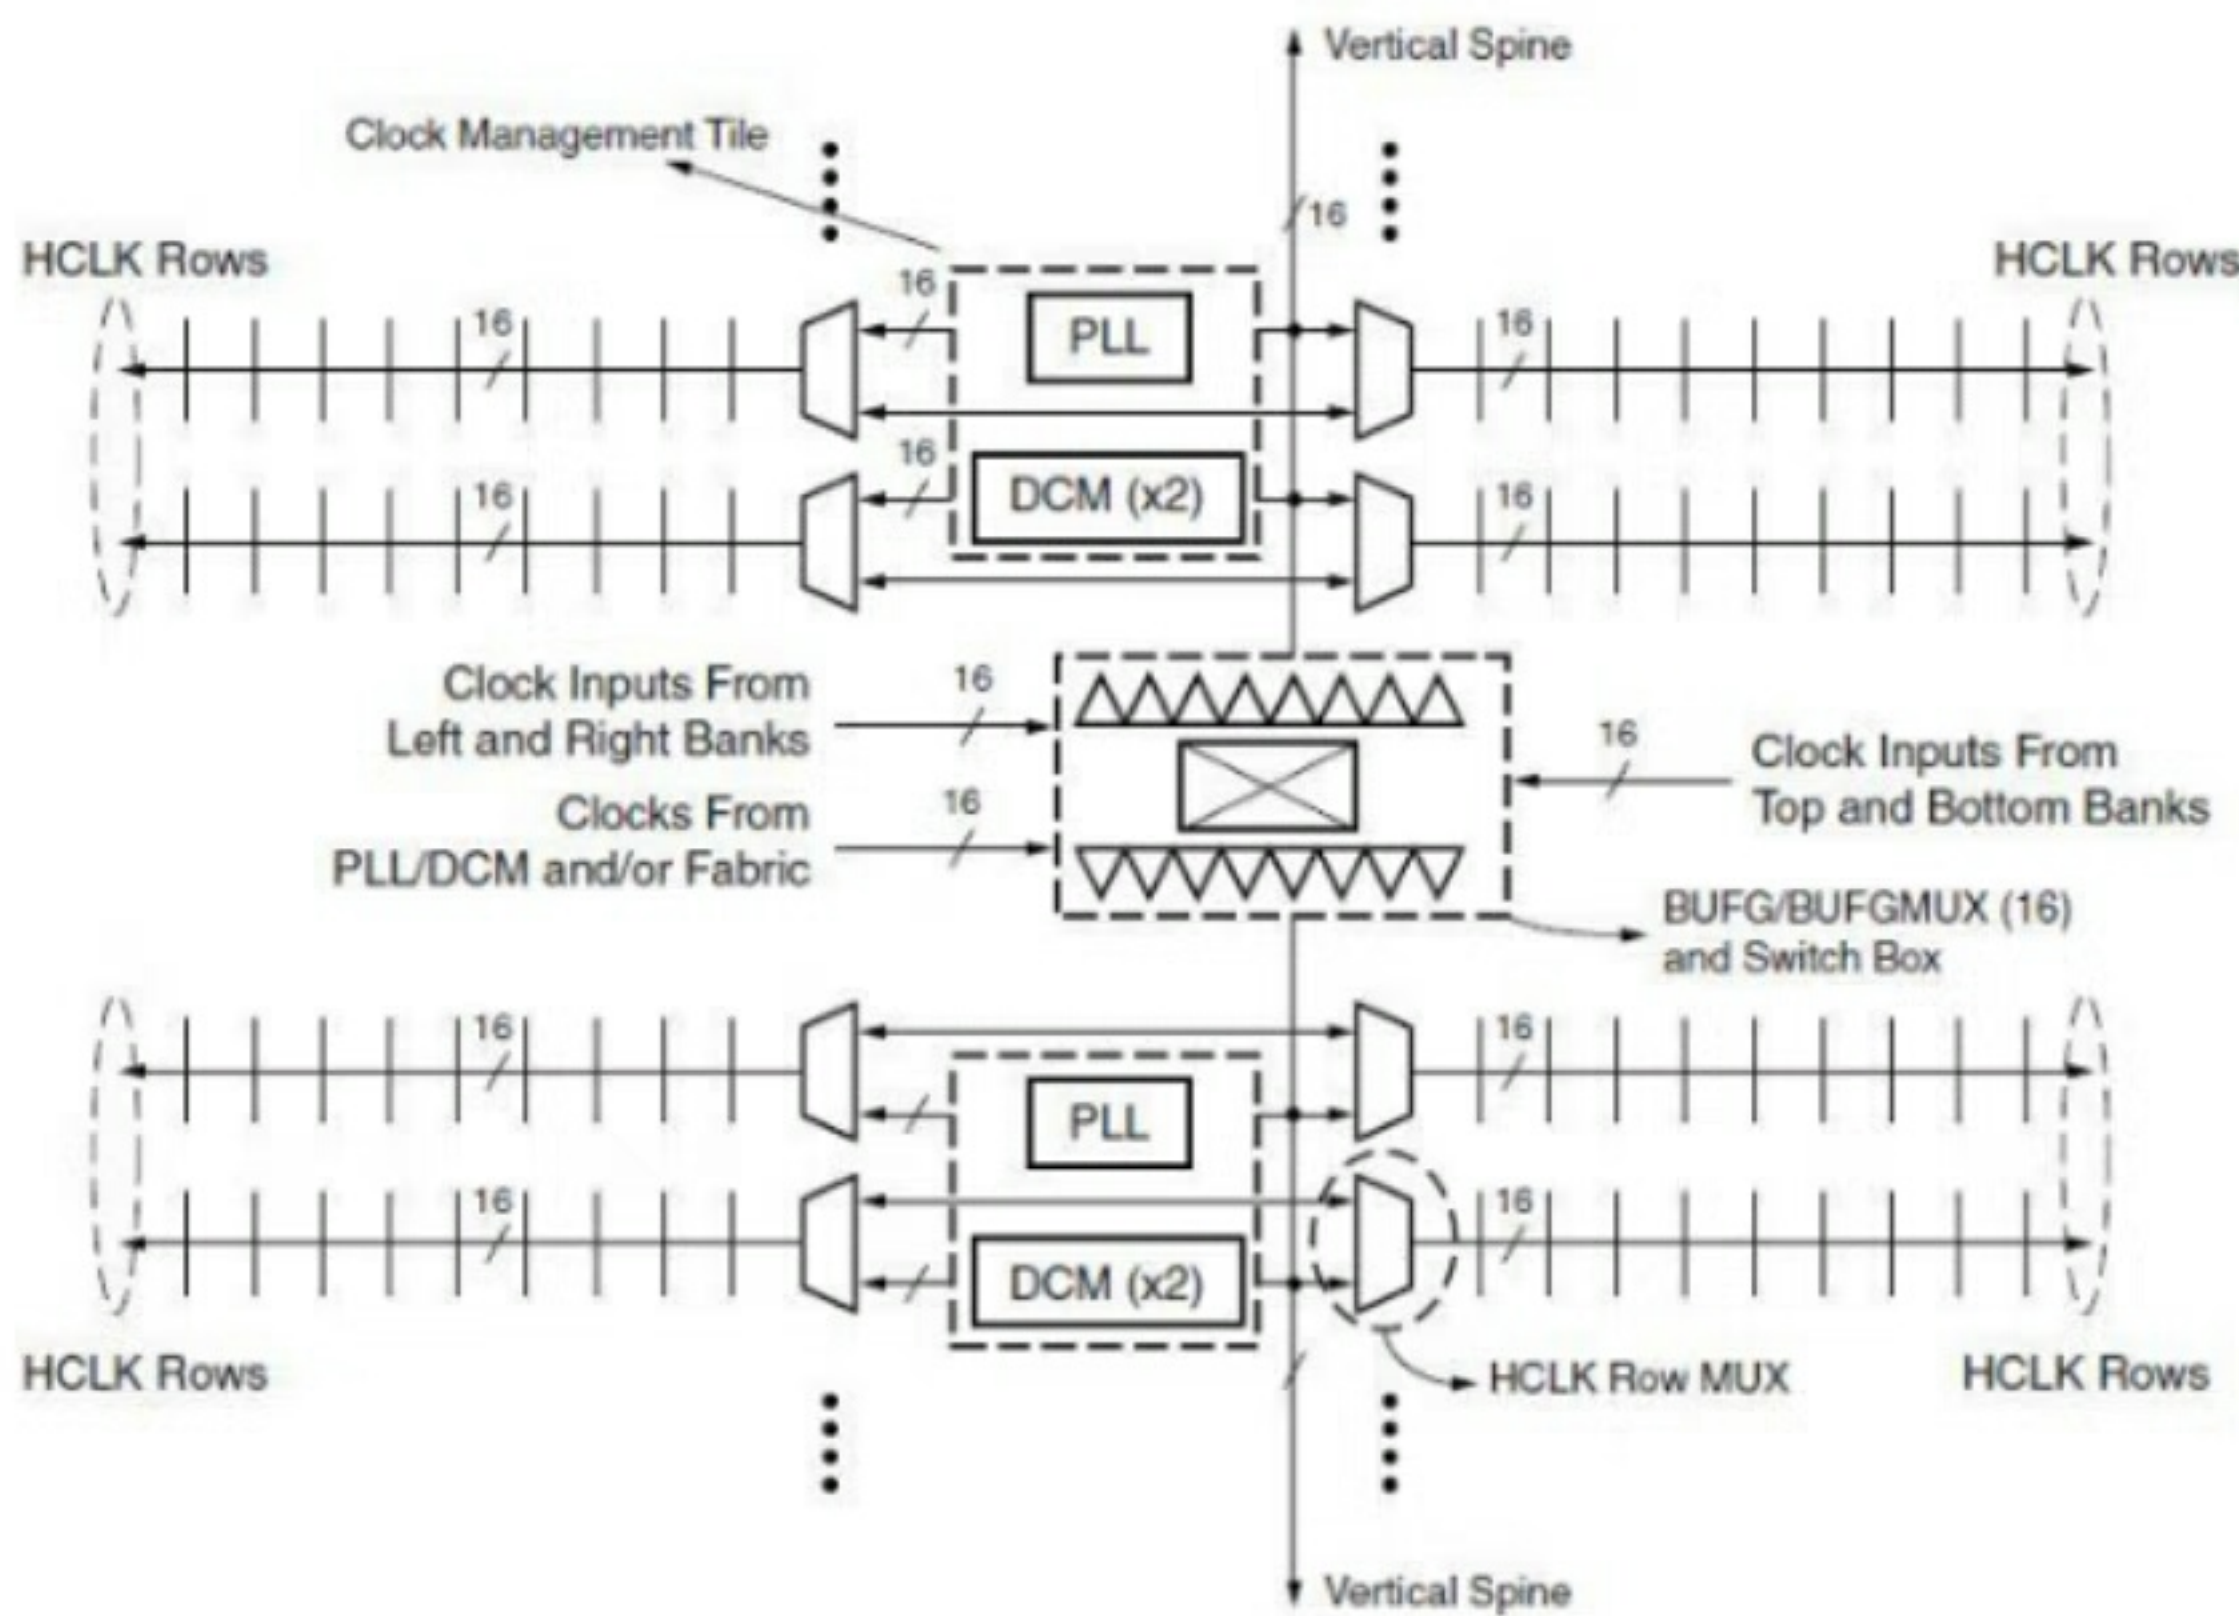 Vertical Spine
Clock Management Tile
16
HCLK Rows
HCLK Rows
16
16
PLL
16
16
16
DCM (x2)
16
Clock Inputs From
Left and Right Banks
16
16
Clock Inputs From
Top and Bottom Banks
Clocks From
PLL/DCM and/or Fabric
16
BUFG/BUFGMUX (16)
and Switch Box
16
16
PLL
16
16
DCM (x2)
HCLK Rows
HCLK Row MUX
HCLK Rows
Vertical Spine